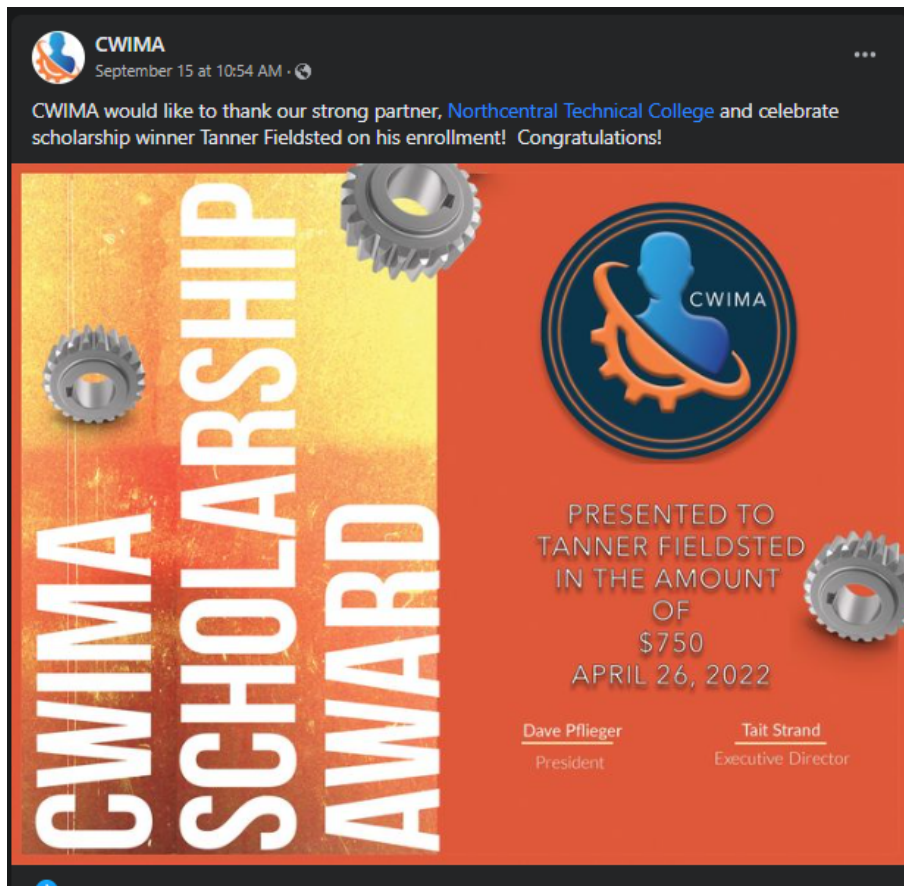 CWIMA
September 15 at 10:54 AM ·
CWIMA would like to thank our strong partner, Northcentral Technical College and celebrate
scholarship winner Tanner Fieldsted on his enrollment! Congratulations!
CWIMA
SCHOLARSHIP
AWARD
CWIMA
PRESENTED TO
TANNER FIELDSTED
IN THE AMOUNT
OF
$750
APRIL 26, 2022
Dave Pflieger
President
Tait Strand
Executive Director